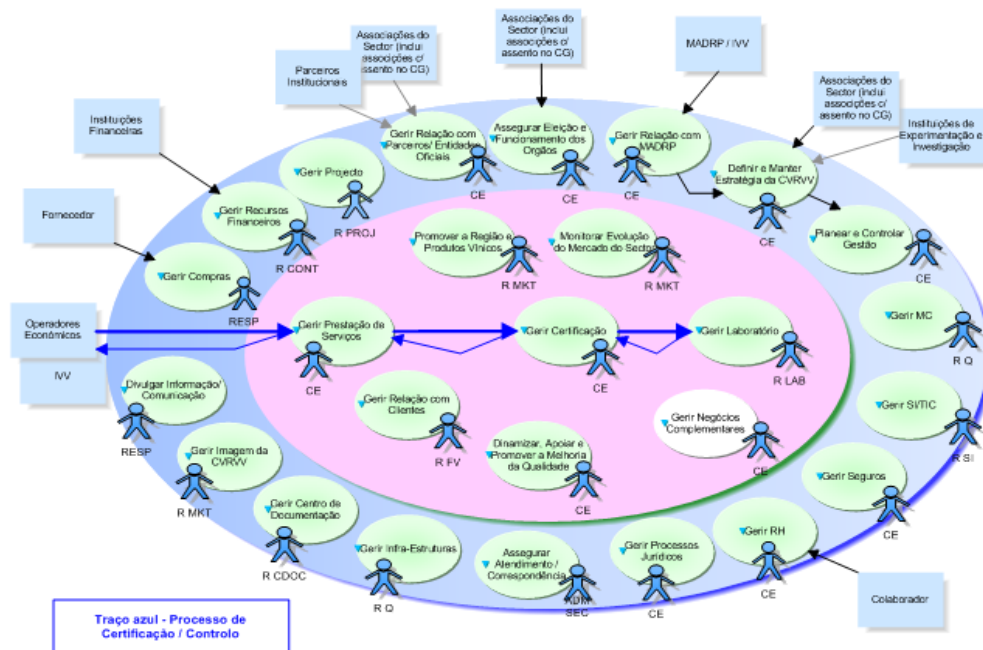 Associações do
Sector (inclui
associções c/
assento no CG)
Associações do
Sector (inclui
associções c/
assento no CG)
MADRP / IVV
Parceiros
Institucionais
Associações do
Sector (inclui
associções c/
assento no CG)
Instituições
Financeiras
Instituições de
Experimentação e
Investigação
Gerir Relação com
Parceiros/ Entidades
Oficiais
CE
Assegurar Eleição e
Funcionamento dos
Orgãos
CE
Gerir Relação com
MADRP
CE
Definir e Manter
Estratégia da CVRVV
CE
Gerir Projecto
R PROJ
Fornecedor
Gerir Recursos
Financeiros
R CONT
Promover a Região e
Produtos Vínicos
R MKT
Monitorar Evolução
do Mercado do Sector
R MKT
Planear e Controlar
Gestão
CE
Gerir Compras
RESP
Operadores
Económicos
Gerir Prestação de
Serviços
CE
Gerir Certificação
CE
Gerir Laboratório
R LAB
Gerir MC
R Q
IVV
Divulgar Informação/
Comunicação
RESP
Gerir Relação com
Clientes
R FV
Gerir Negócios
Complementares
CE
Gerir SI/TIC
R SI
Gerir Imagem da
CVRVV
R MKT
Dinamizar, Apoiar e
Promover a Melhoria
da Qualidade
CE
Gerir Seguros
CE
Gerir Centro de
Documentação
R CDOC
Gerir Infra-Estruturas
R Q
Assegurar
Atendimento /
Correspondência
ADM
SEC
Gerir Processos
Jurídicos
CE
Gerir RH
CE
Colaborador
Traço azul - Processo de
Certificação / Controlo